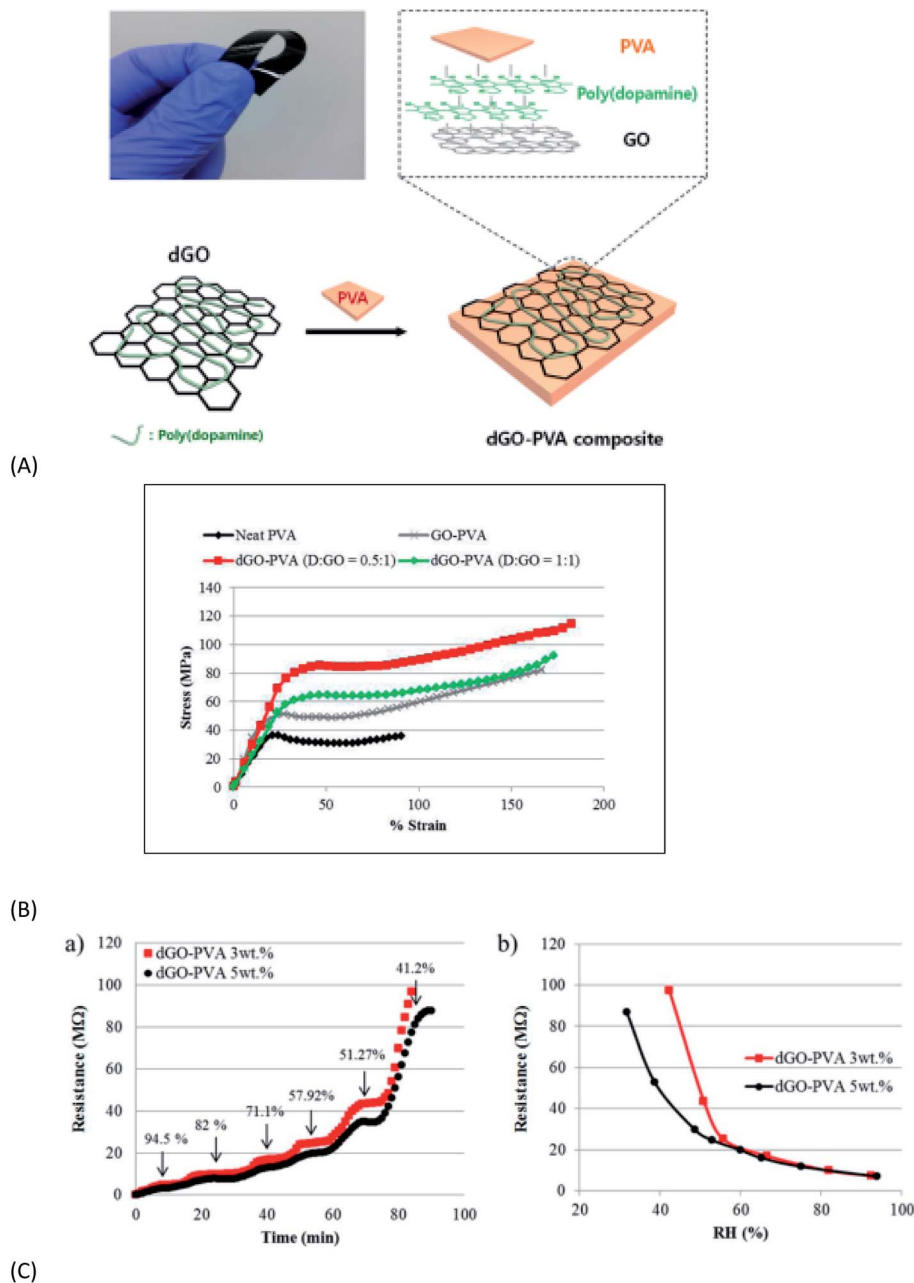 PVA
Poly(dopamine)
GO
dGO
PVA
: Poly(dopamine)
dGO-PVA composite
(A)
Neat PVA
GO-PVA
dGO-PVA (D:GO = 0.5:1)
dGO-PVA (D:GO = 1:1)
140
120
100
80
60
40
20
0
Stress (MPa)
0 50 100 150 200
% Strain
(B)
a)
120
100
80
60
40
20
0
Resistance (MΩ)
dGO-PVA 3wt.%
dGO-PVA 5wt.%
94.5 %
82 %
71.1%
57.92%
51.27%
41.2%
0 20 40 60 80 100
Time (min)
b)
120
100
80
60
40
20
0
Resistance (MΩ)
dGO-PVA 3wt.%
dGO-PVA 5wt.%
20 40 60 80 100
RH (%)
(C)